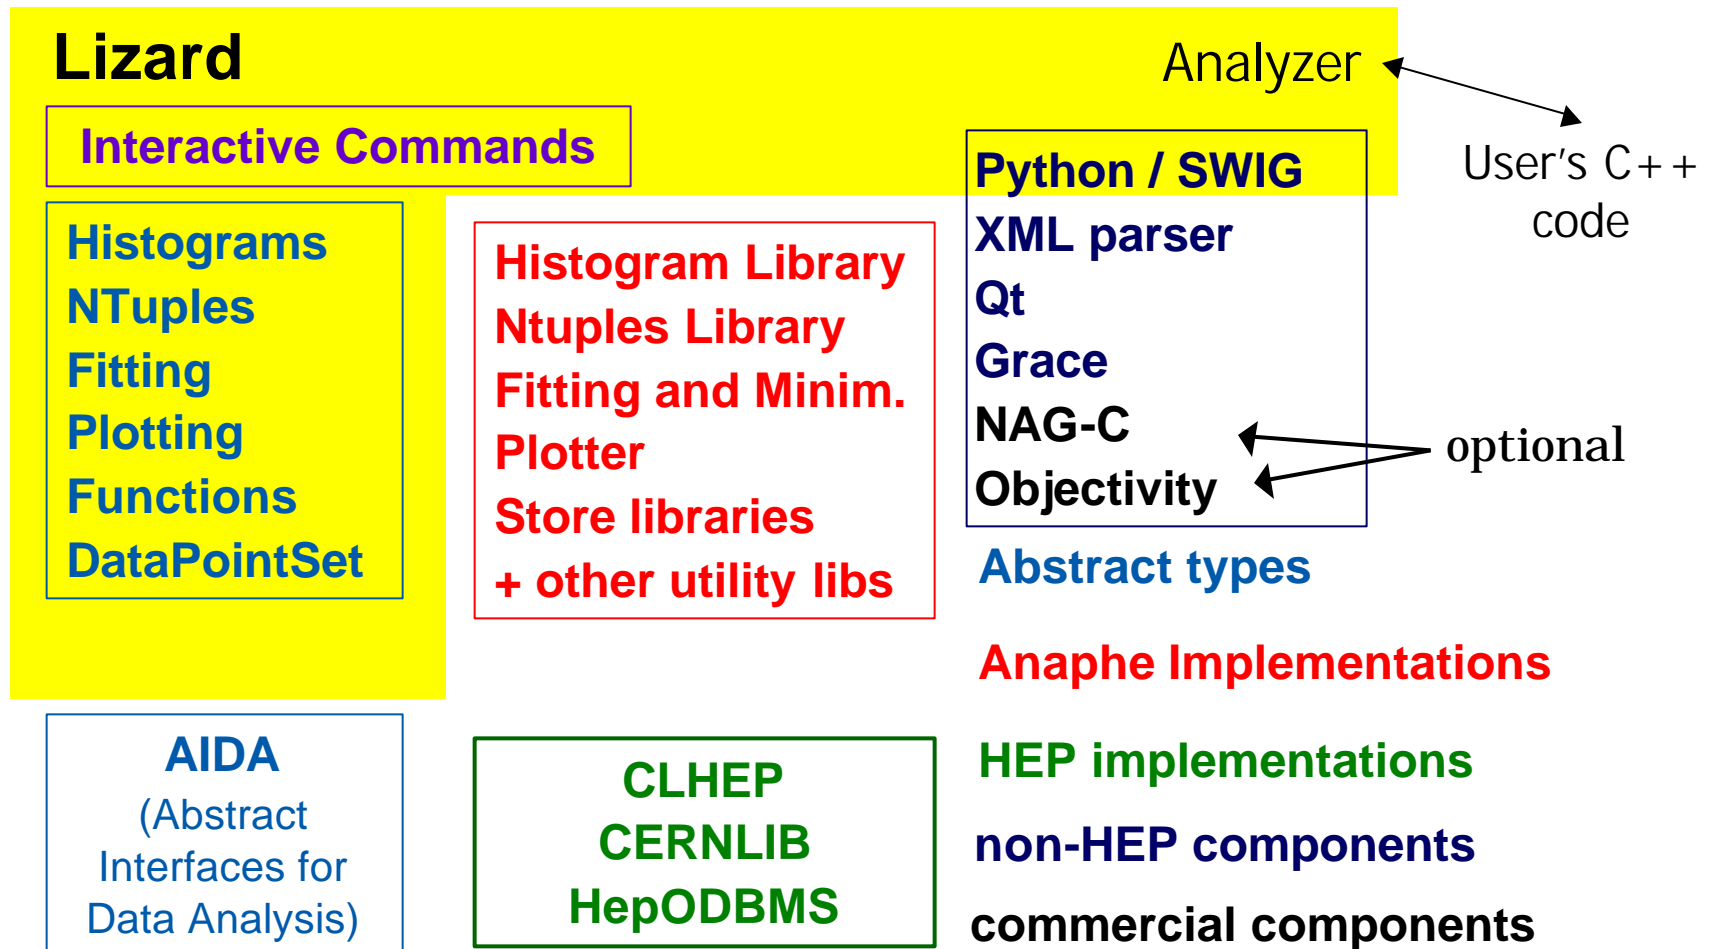 Lizard
Analyzer
Interactive Commands
User's C++
code
Histograms
NTuples
Fitting
Plotting
Functions
DataPointSet
Histogram Library
Ntuples Library
Fitting and Minim.
Plotter
Store libraries
+ other utility libs
Python / SWIG
XML parser
Qt
Grace
NAG-C
Objectivity
optional
Abstract types
Anaphe Implementations
HEP implementations
non-HEP components
commercial components
AIDA
(Abstract
Interfaces for
Data Analysis)
CLHEP
CERNLIB
HepODBMS